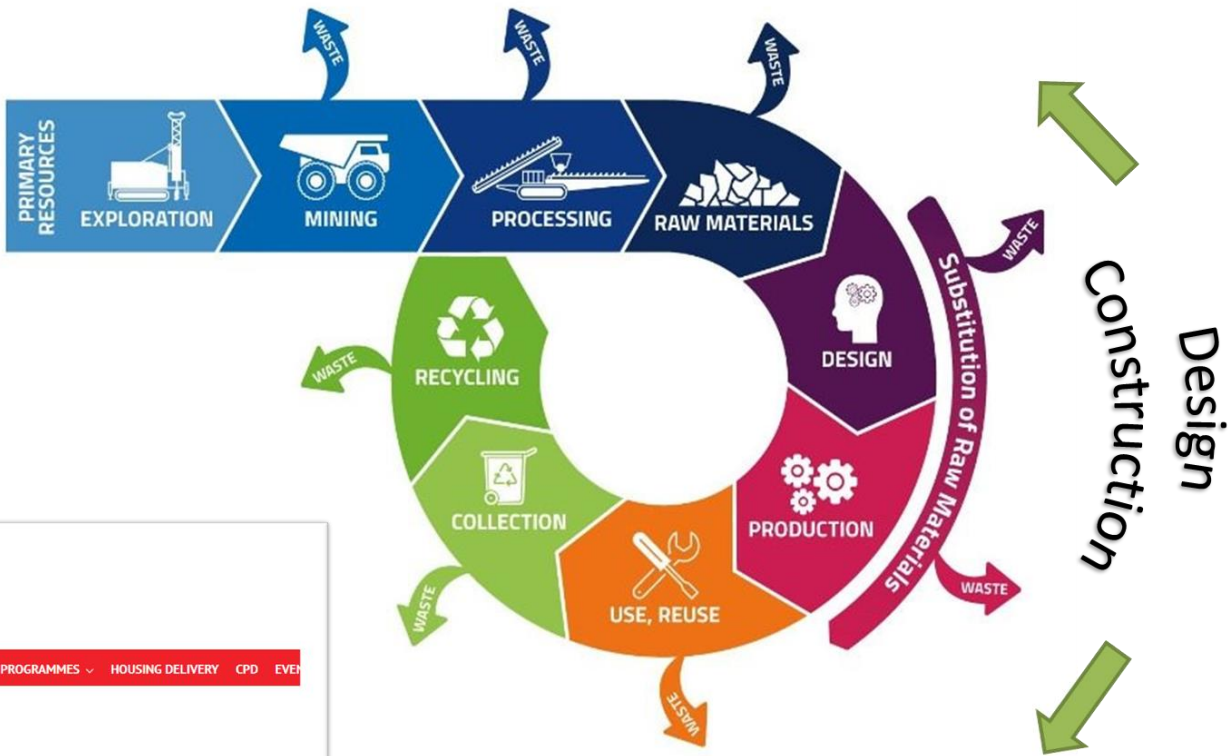 WASTE
WASTE
WASTE
PRIMARY
RESOURCES
EXPLORATION
MINING
PROCESSING
RAW MATERIALS
WASTE
DESIGN
Substitution of Raw Materials
Design
Construction
RECYCLING
WASTE
COLLECTION
PRODUCTION
WASTE
WASTE
USE, REUSE
WASTE
PROGRAMMES
HOUSING DELIVERY
CPD